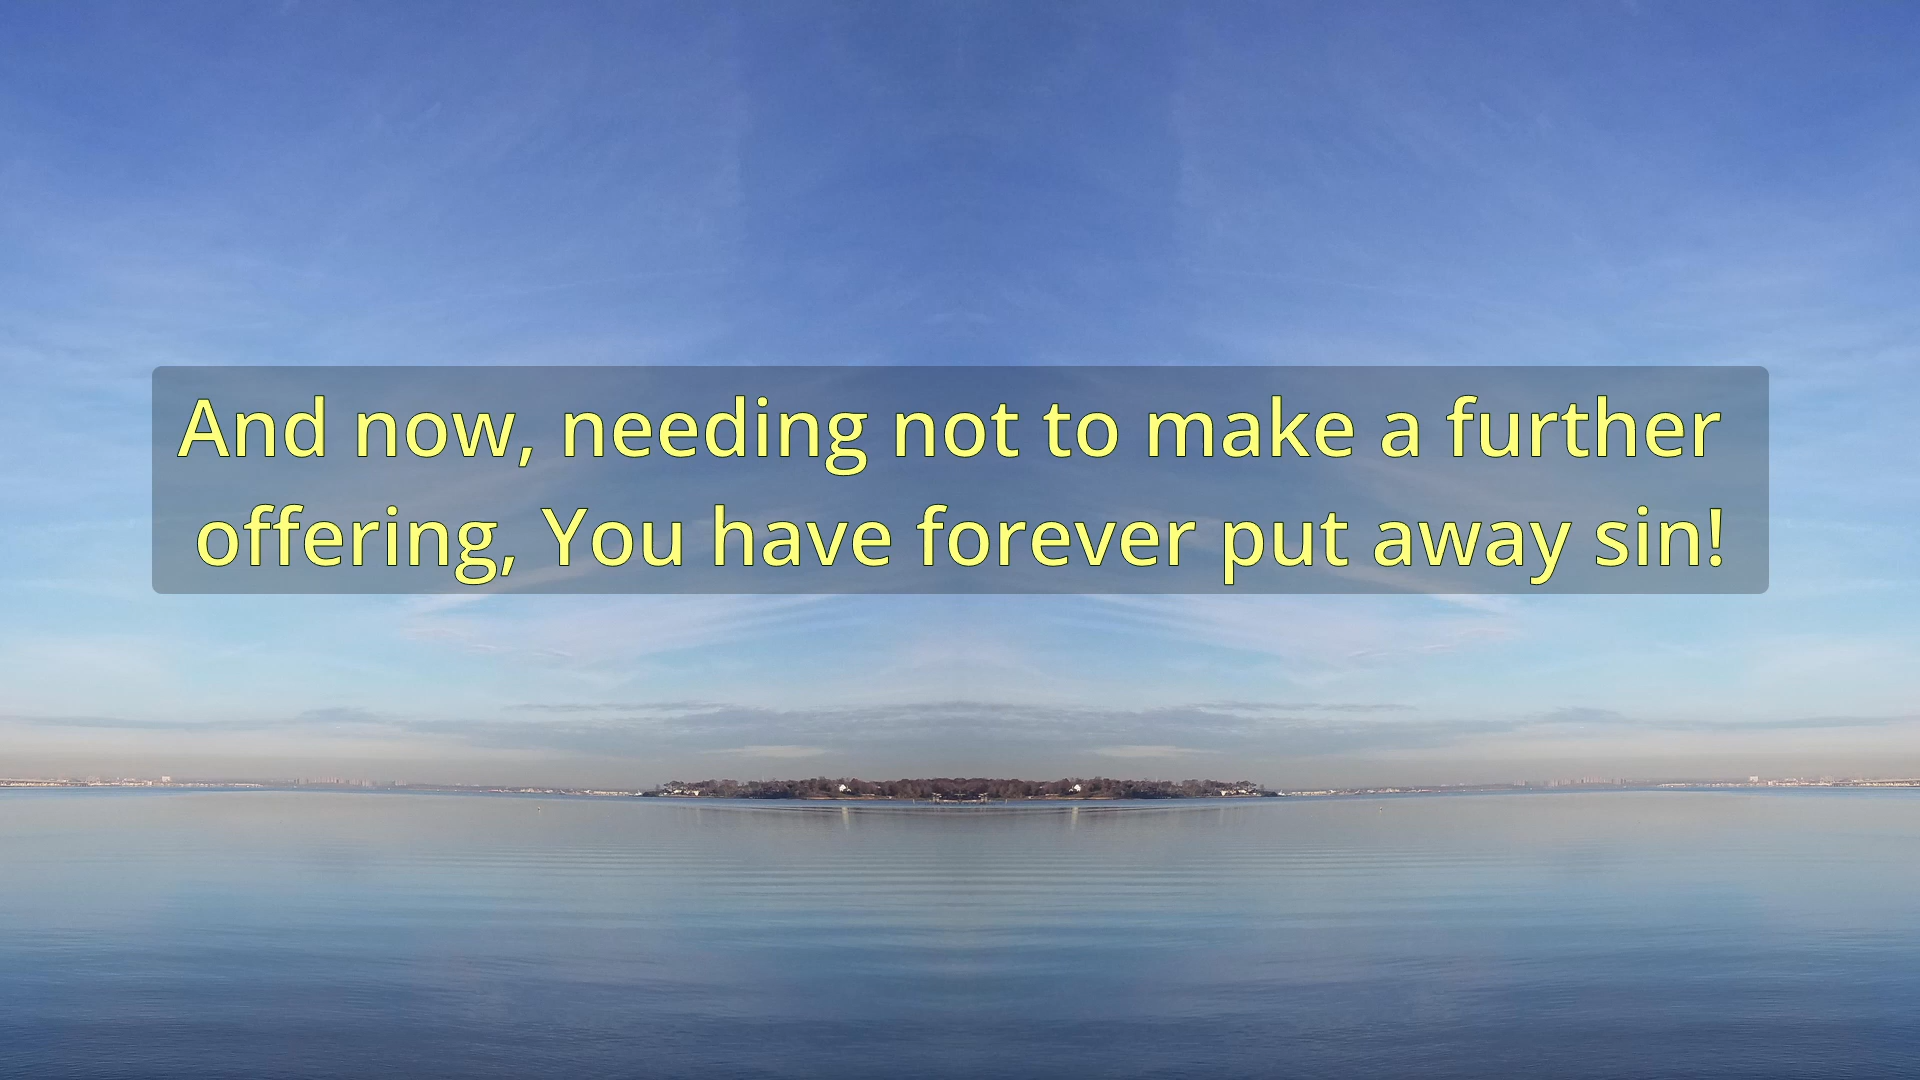 And now, needing not to make a further
offering, You have forever put away sin!